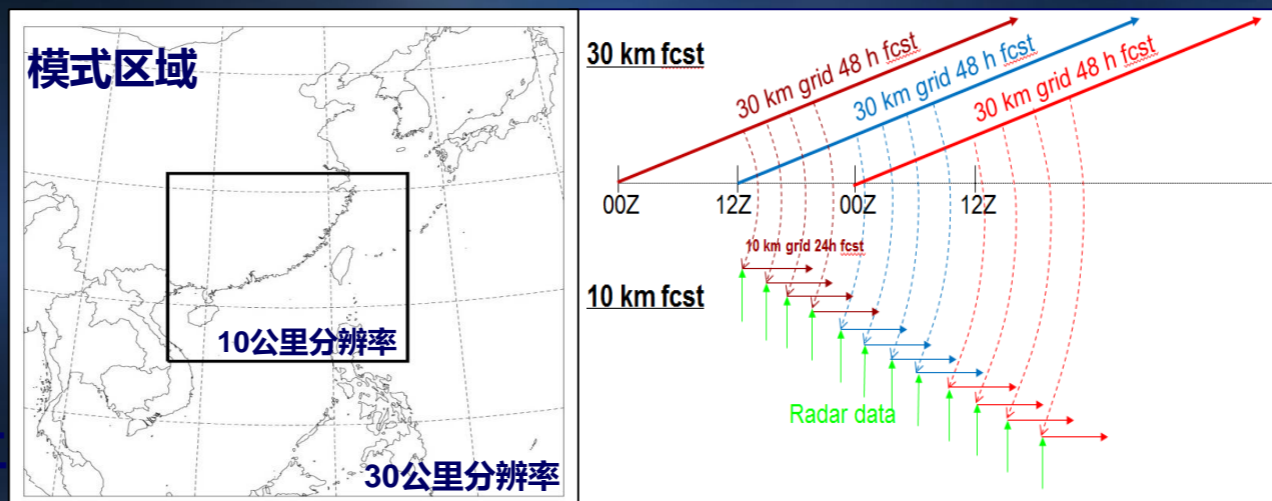 模式区域
10公里分辨率
30公里分辨率
30 km fcst
30 km grid 48 h fcst
30 km grid 48 h fcst
30 km grid 48 h fcst
00Z
12Z
00Z
12Z
10 km grid 24h fcst
10 km fcst
Radar data